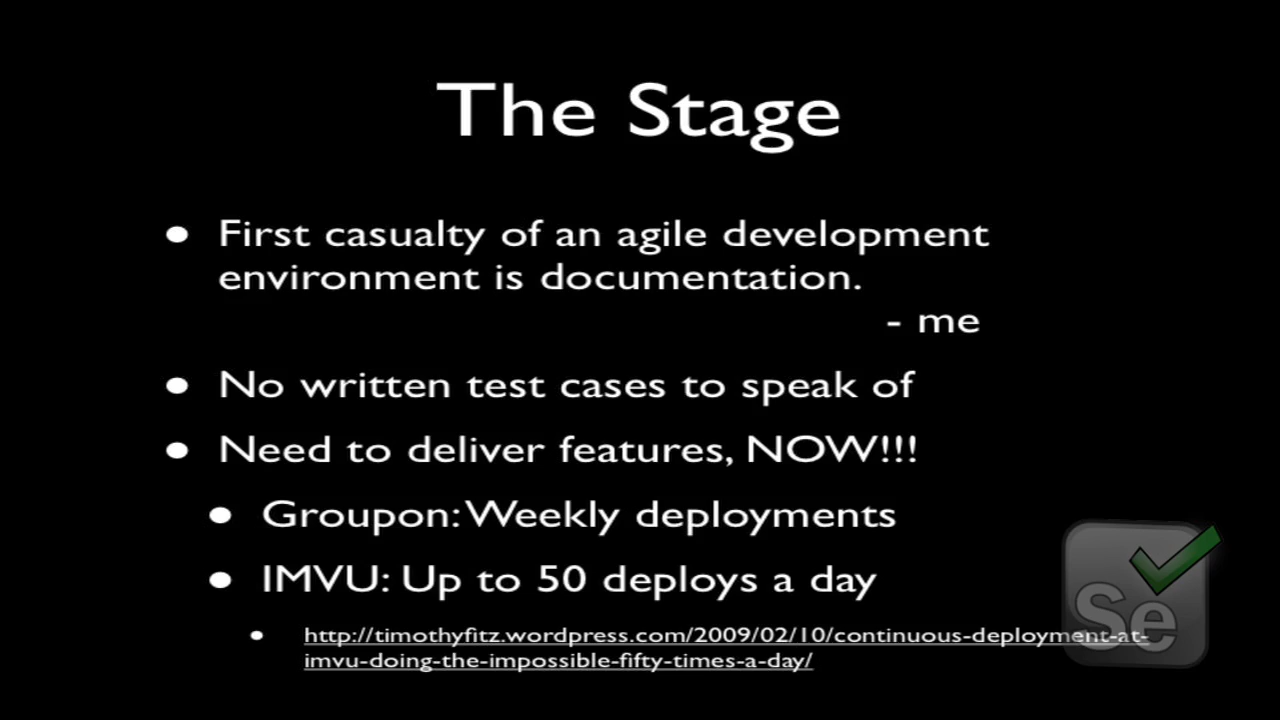 The Stage
• First casualty of an agile development
environment is documentation.
- me
• No written test cases to speak of
• Need to deliver features, NOW!!!
• Groupon: Weekly deployments
• IMVU: Up to 50 deploys a day
• http://timothyfitz.wordpress.com/2009/02/10/continuous-deployment-at-
imvu-doing-the-impossible-fifty-times-a-day/
Se